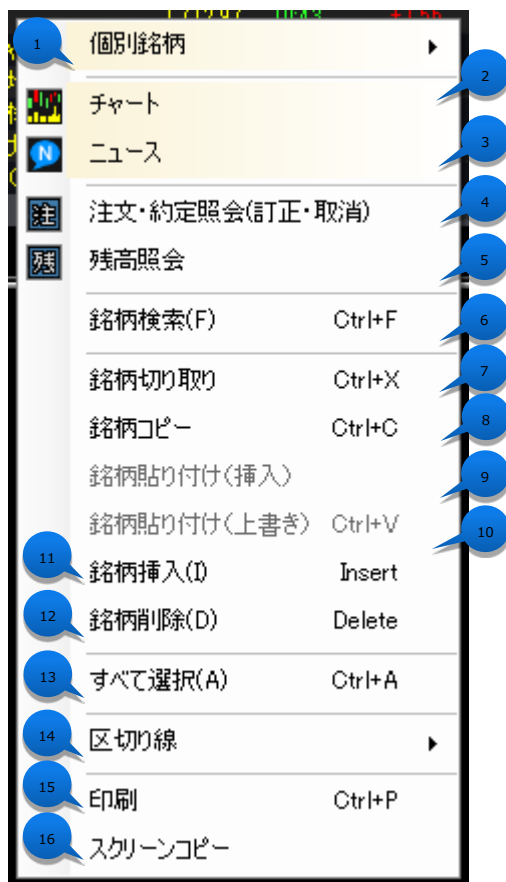 1 個別銘柄
チャート 2
N ニュース 3
注 注文・約定照会(訂正・取消) 4
残 残高照会 5
銘柄検索(F) Ctrl+F 6
銘柄切り取り Ctrl+X 7
銘柄コピー Ctrl+C 8
銘柄貼り付け(挿入) 9
銘柄貼り付け(上書き) Ctrl+V 10
11 銘柄挿入(I) Insert
12 銘柄削除(D) Delete
13 すべて選択(A) Ctrl+A
14 区切り線
15 印刷 Ctrl+P
16 スクリーンコピー